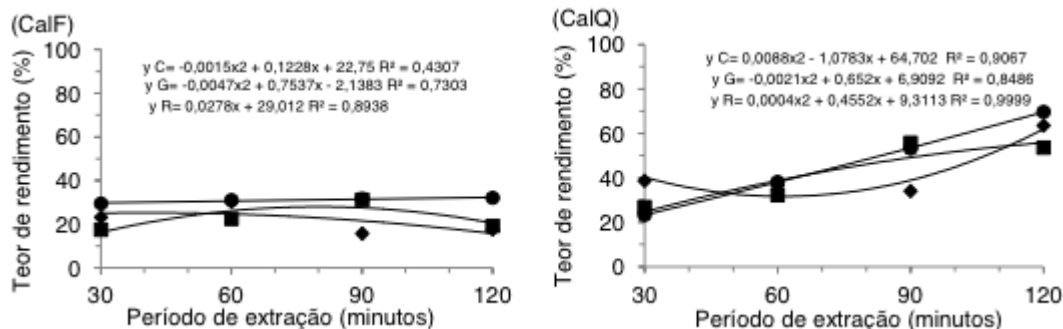 (CalF)
Teor de rendimento (%)
100
80
60
40
20
0
y C= -0,0015x2 + 0,1228x + 22,75 R² = 0,4307
y G= -0,0047x2 + 0,7537x - 2,1383 R² = 0,7303
y R= 0,0278x + 29,012 R² = 0,8938
30 60 90 120
Período de extração (minutos)
(CalQ)
Teor de rendimento (%)
100
80
60
40
20
0
y C= 0,0088x2 - 1,0783x + 64,702 R² = 0,9067
y G= -0,0021x2 + 0,652x + 6,9092 R² = 0,8486
y R= 0,0004x2 + 0,4552x + 9,3113 R² = 0,9999
30 60 90 120
Período de extração (minutos)